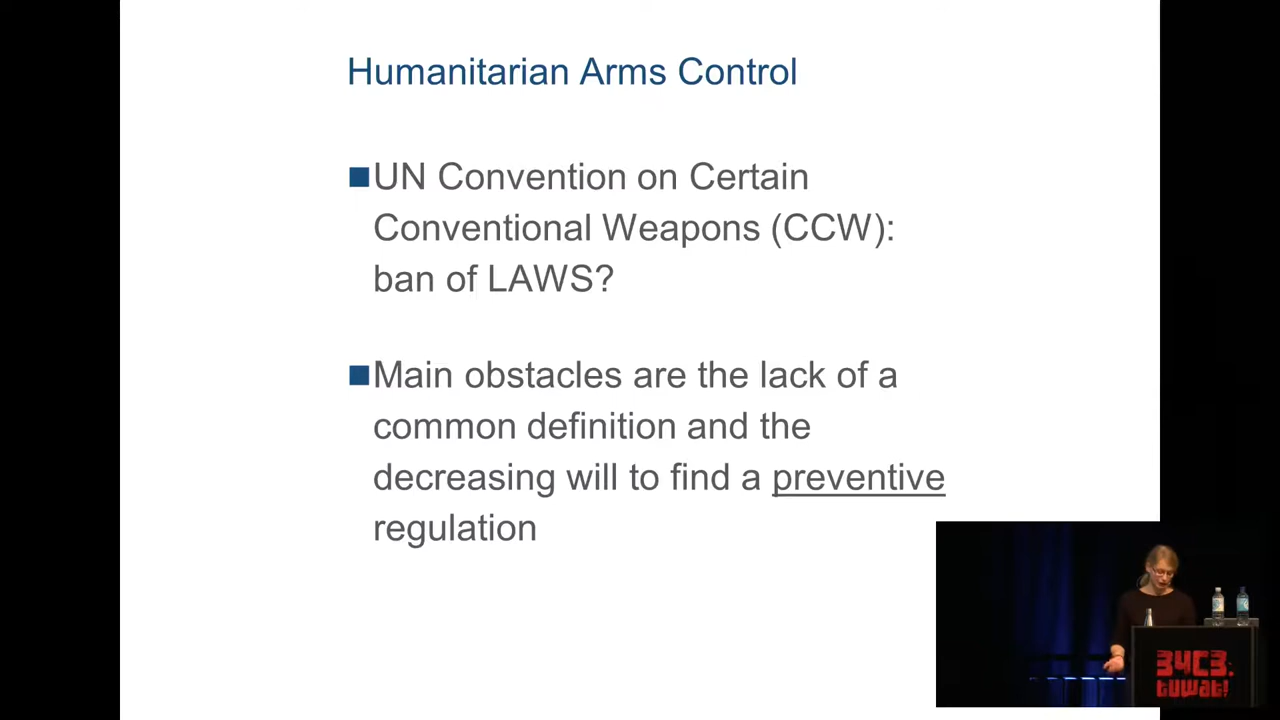 Humanitarian Arms Control
■UN Convention on Certain
Conventional Weapons (CCW):
ban of LAWS?
■Main obstacles are the lack of a
common definition and the
decreasing will to find a preventive
regulation
34C3.
tuwat!